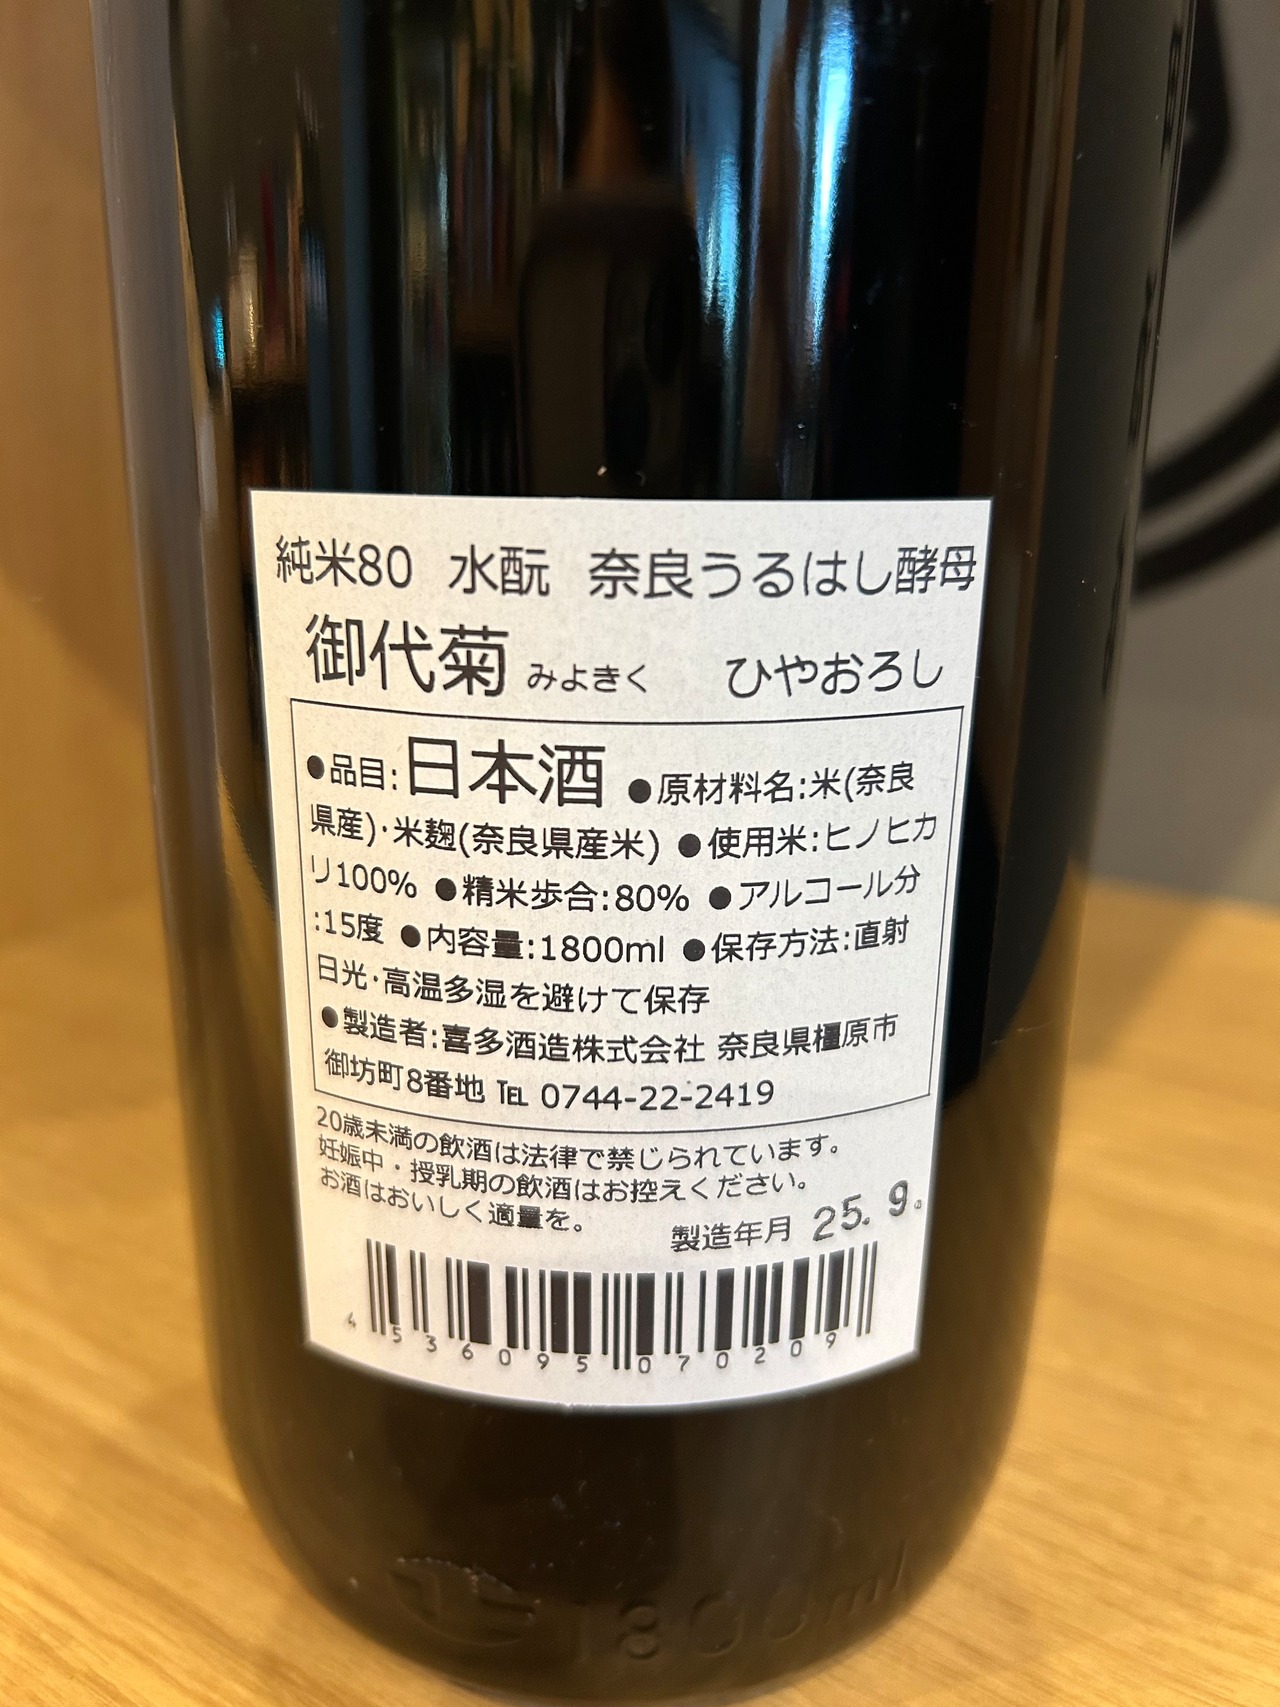 純米80 水酛 奈良うるはし酵母
御代菊 みよきく ひやおろし
●品目:日本酒 ●原材料名:米(奈良
県産)･米麹(奈良県産米) ●使用米:ヒノヒカ
リ100% ●精米歩合:80% ●アルコール分
:15度 ●内容量:1800ml ●保存方法:直射
日光･高温多湿を避けて保存
●製造者:喜多酒造株式会社 奈良県橿原市
御坊町8番地 ℡ 0744-22-2419
20歳未満の飲酒は法律で禁じられています。
妊娠中・授乳期の飲酒はお控えください。
お酒はおいしく適量を。
製造年月 25. 9.
4536095070209
1800ml